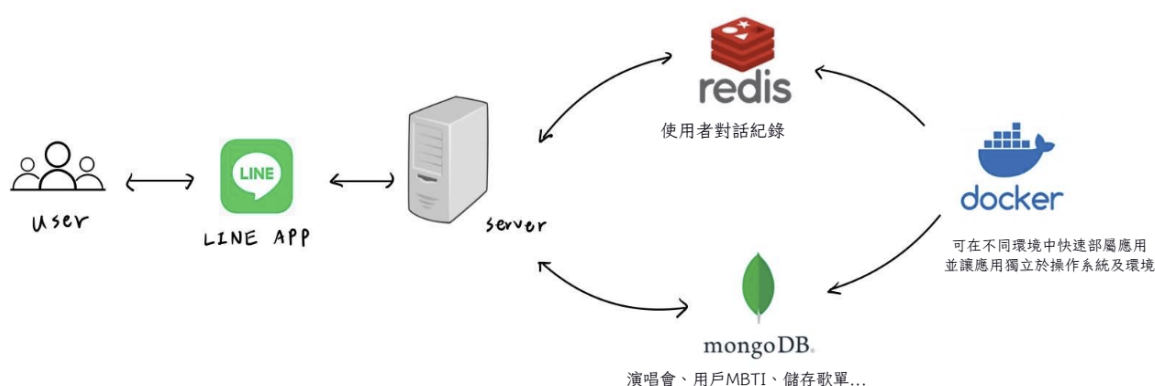 user
LINE
LINE APP
server
redis
使用者對話紀錄
mongoDB.
演唱會、用戶MBTI、儲存歌單...
docker
可在不同環境中快速部屬應用
並讓應用獨立於操作系統及環境